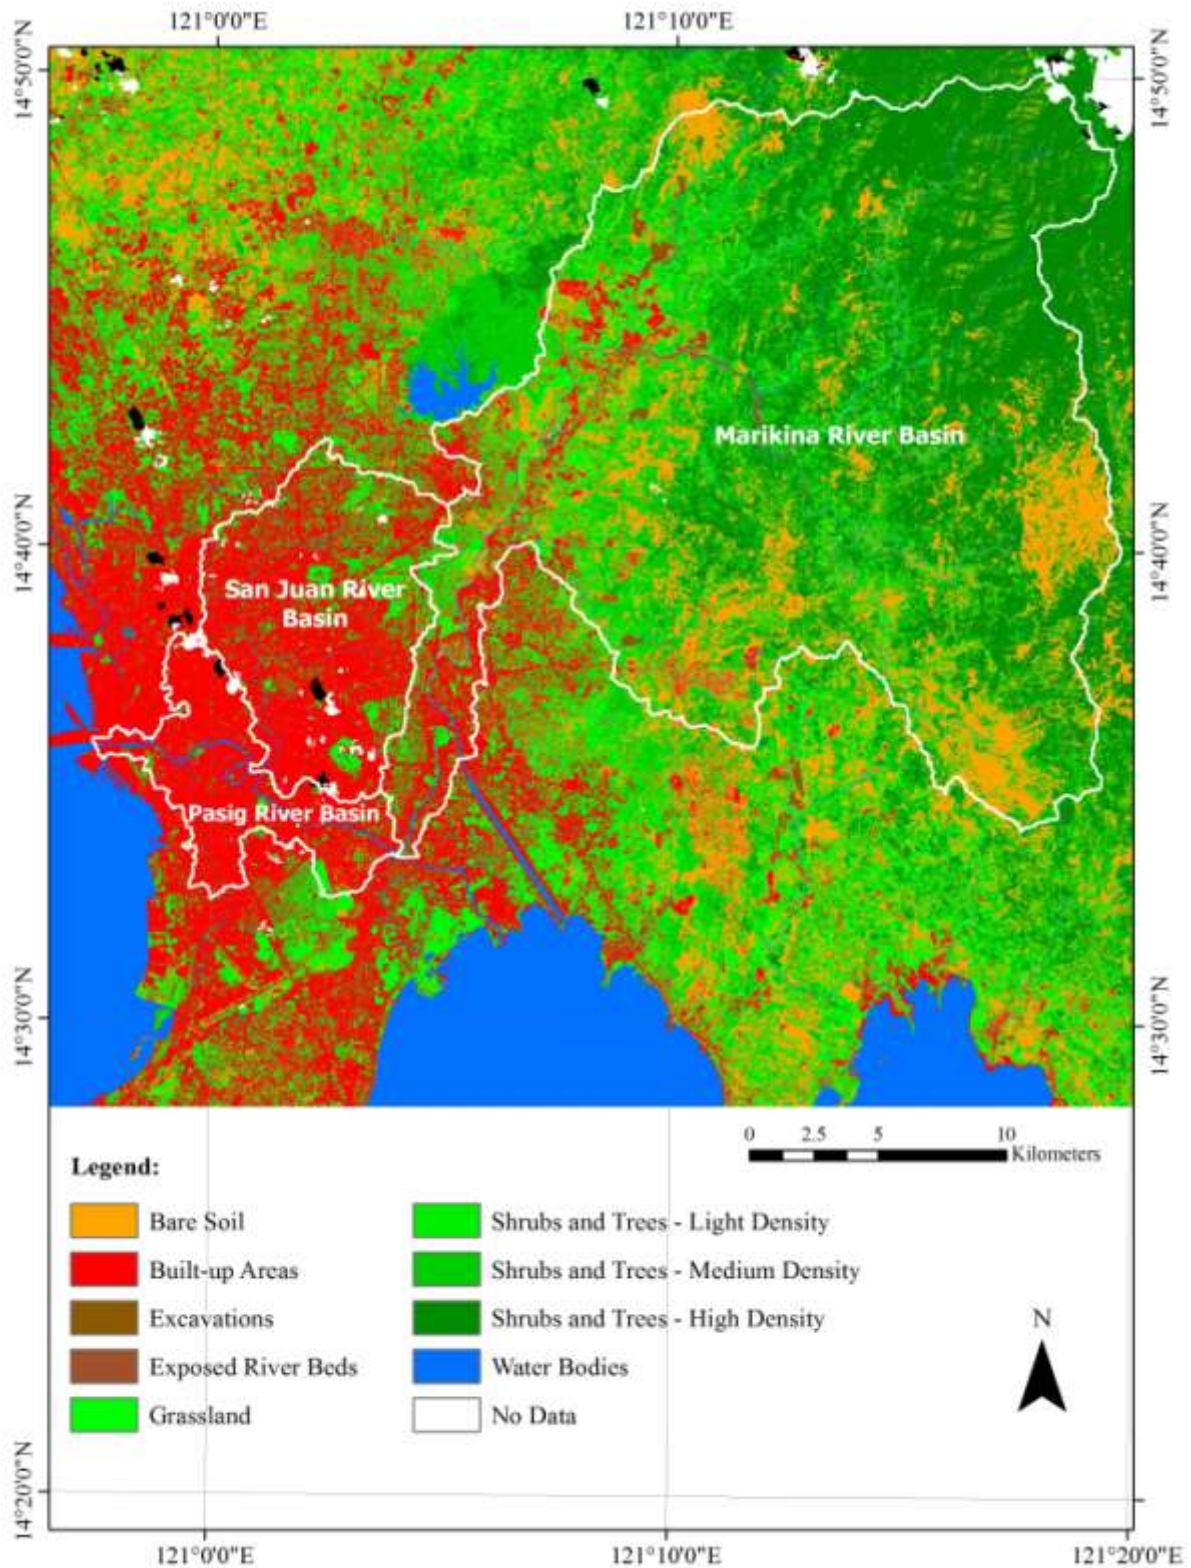 121°0'0"E
121°10'0"E
14°50'0"N
14°50'0"N
Marikina River Basin
14°40'0"N
14°40'0"N
San Juan River
Basin
Pasig River Basin
14°30'0"N
14°30'0"N
0 2.5 5 10
Kilometers
Legend:
Bare Soil
Shrubs and Trees - Light Density
Built-up Areas
Shrubs and Trees - Medium Density
Excavations
Shrubs and Trees - High Density
N
Exposed River Beds
Water Bodies
Grassland
No Data
14°20'0"N
121°0'0"E
121°10'0"E
121°20'0"E